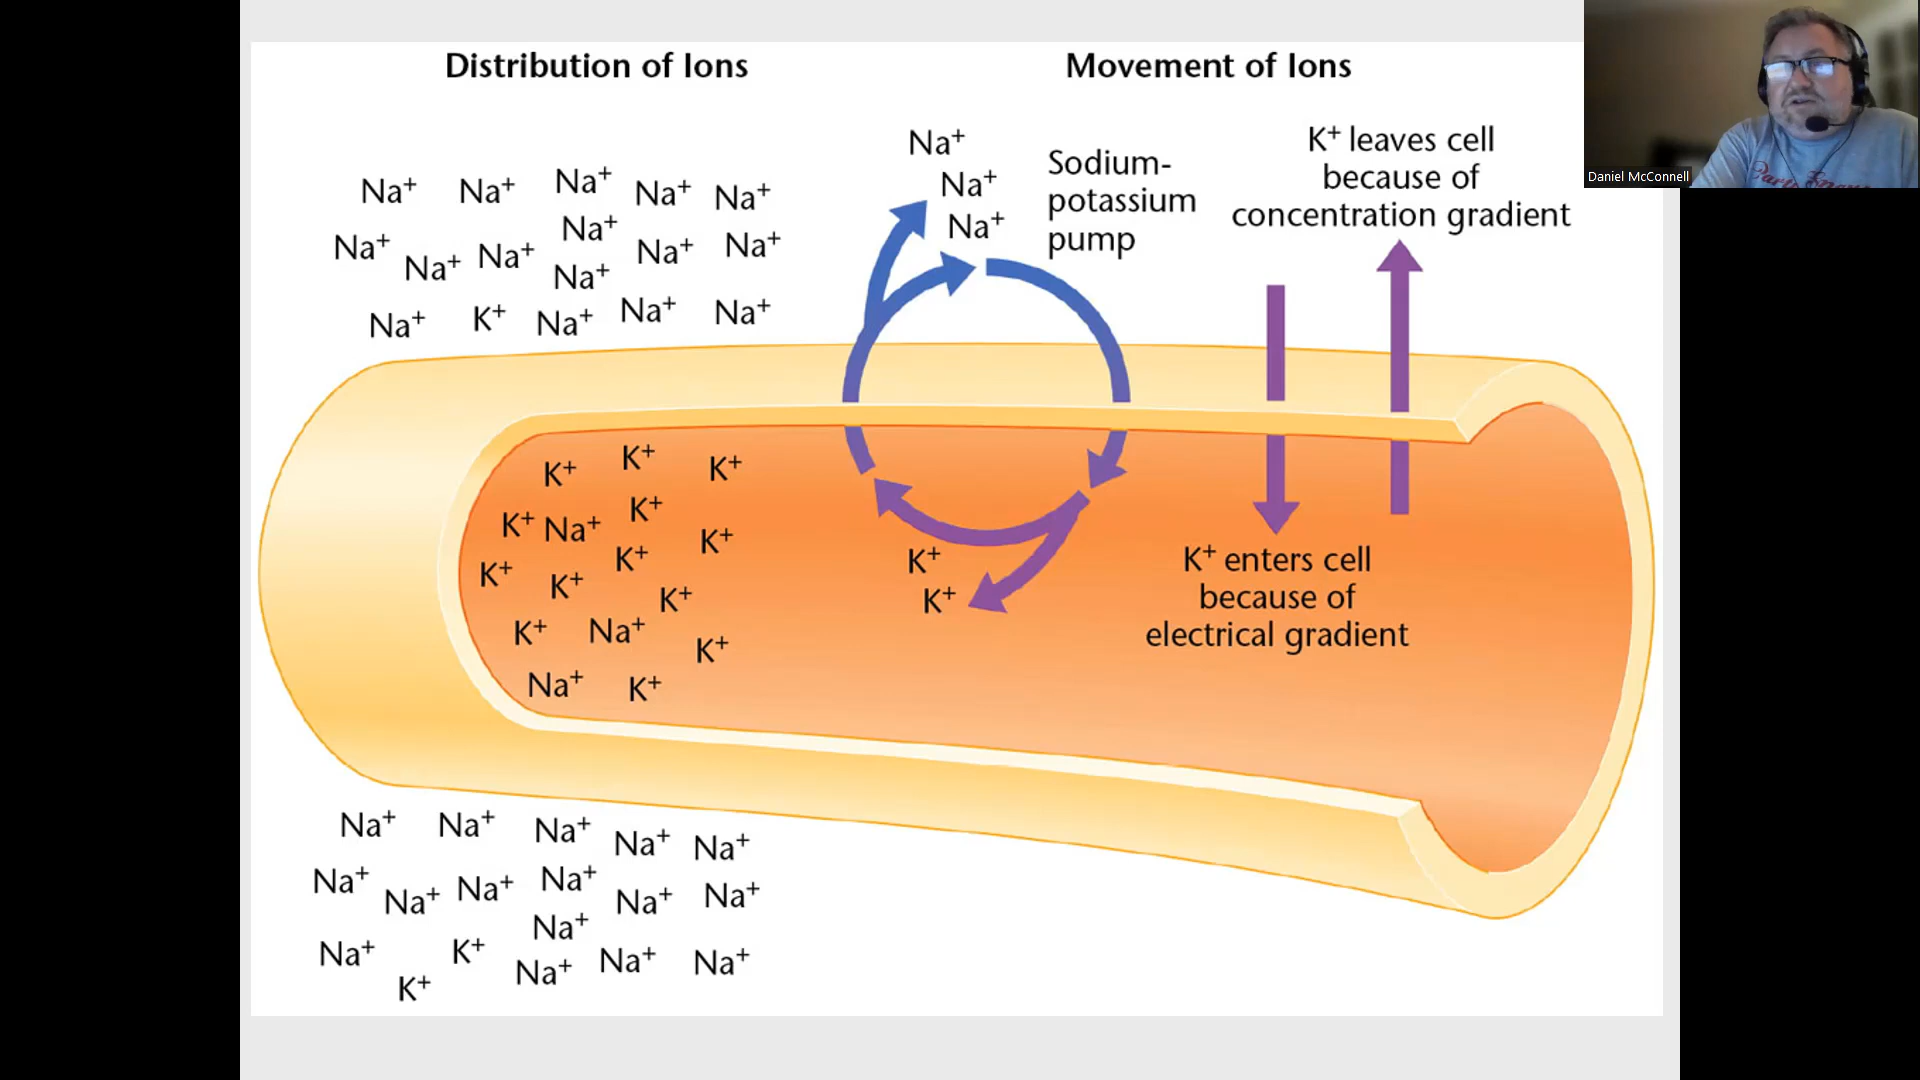 Distribution of Ions
Movement of Ions
Na⁺ Na⁺ Na⁺ Na⁺ Na⁺
Na⁺ Na⁺ Na⁺ Na⁺ Na⁺ Na⁺
Na⁺
Na⁺ K⁺ Na⁺ Na⁺ Na⁺
Na⁺
Na⁺
Na⁺
Sodium-
potassium
pump
K⁺ leaves cell
because of
concentration gradient
K⁺ K⁺ K⁺
K⁺ Na⁺ K⁺ K⁺
K⁺ K⁺ K⁺ K⁺
K⁺ Na⁺ K⁺
Na⁺ K⁺
K⁺
K⁺
K⁺ enters cell
because of
electrical gradient
Na⁺ Na⁺ Na⁺ Na⁺ Na⁺
Na⁺ Na⁺ Na⁺ Na⁺ Na⁺ Na⁺
Na⁺
Na⁺ K⁺ Na⁺ Na⁺ Na⁺
K⁺
Daniel McConnell